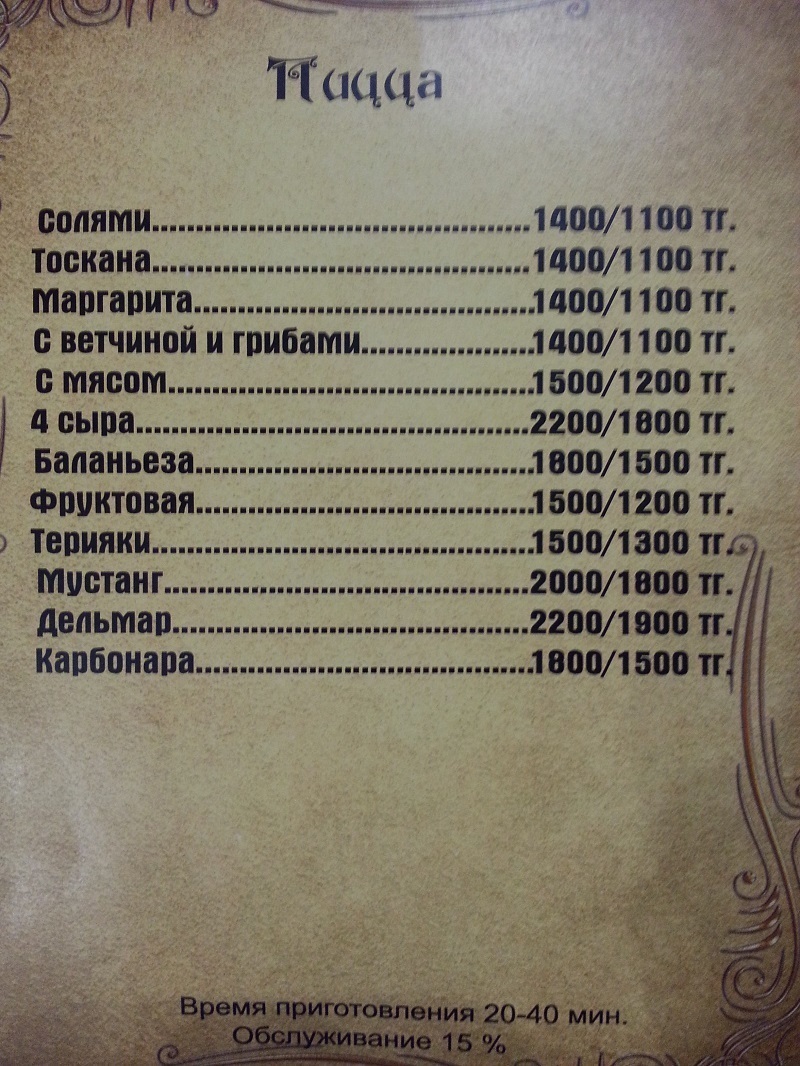 Пицца
Солями..............................................1400/1100 тг.
Тоскана.............................................1400/1100 тг.
Маргарита........................................1400/1100 тг.
С ветчиной и грибами.....................1400/1100 тг.
С мясом............................................1500/1200 тг.
4 сыра...............................................2200/1800 тг.
Баланьеза........................................1800/1500 тг.
Фруктовая........................................1500/1200 тг.
Терияки.............................................1500/1300 тг.
Мустанг............................................2000/1800 тг.
Дельмар...........................................2200/1900 тг.
Карбонара........................................1800/1500 тг.
Время приготовления 20-40 мин.
Обслуживание 15 %